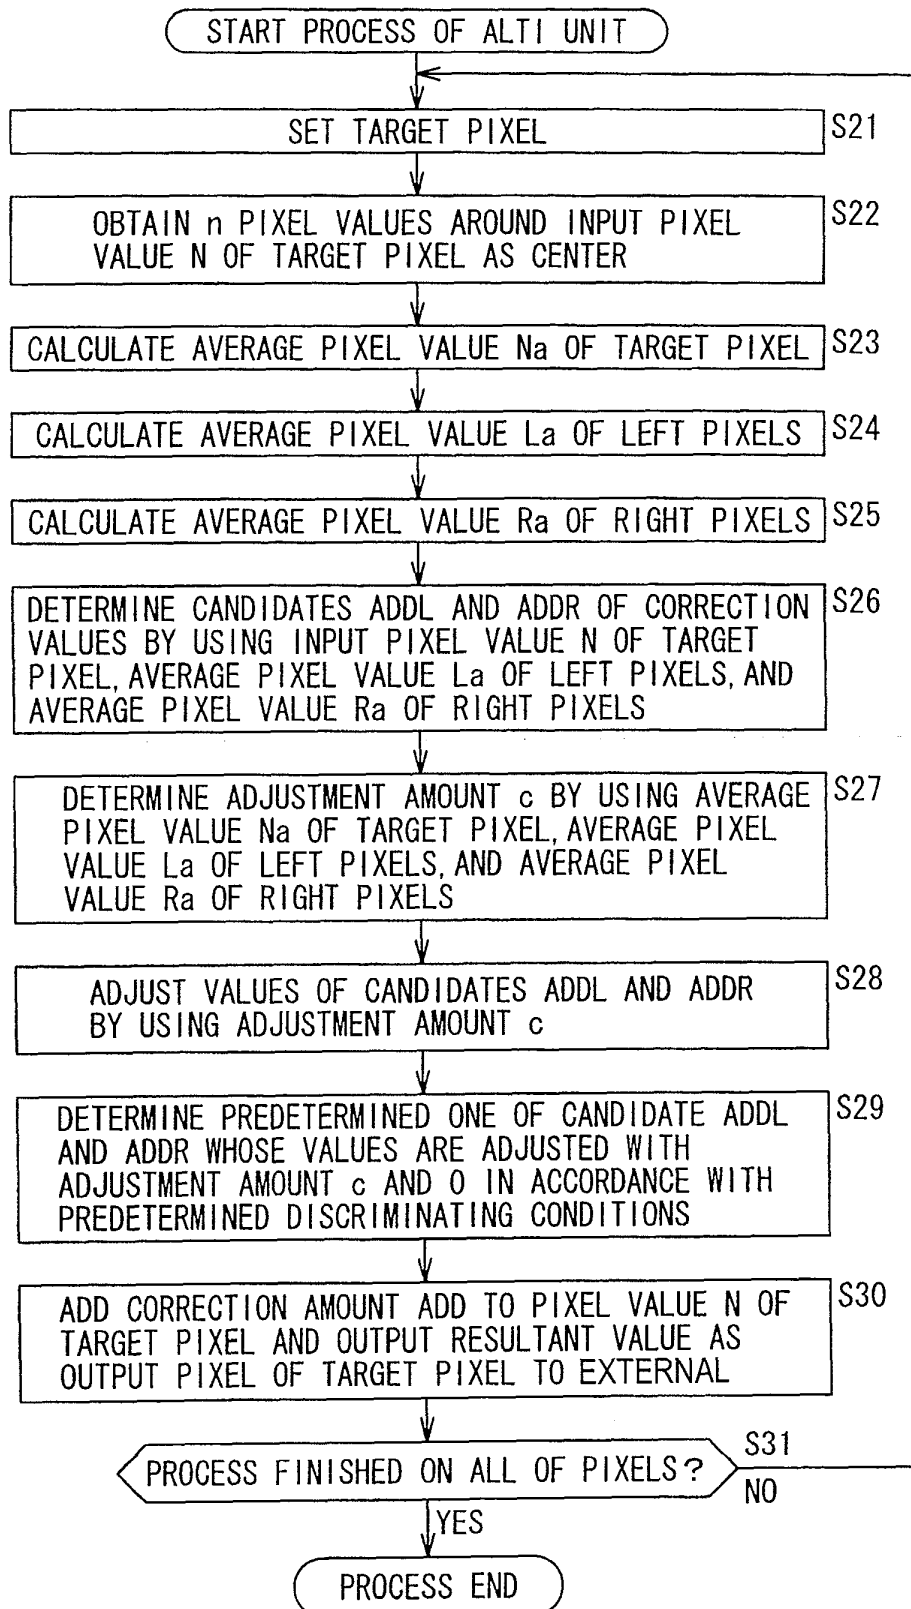 START PROCESS OF ALTI UNIT
SET TARGET PIXEL
S21
OBTAIN n PIXEL VALUES AROUND INPUT PIXEL
VALUE N OF TARGET PIXEL AS CENTER
S22
CALCULATE AVERAGE PIXEL VALUE Na OF TARGET PIXEL
S23
CALCULATE AVERAGE PIXEL VALUE La OF LEFT PIXELS
S24
CALCULATE AVERAGE PIXEL VALUE Ra OF RIGHT PIXELS
S25
DETERMINE CANDIDATES ADDL AND ADDR OF CORRECTION
VALUES BY USING INPUT PIXEL VALUE N OF TARGET
PIXEL, AVERAGE PIXEL VALUE La OF LEFT PIXELS, AND
AVERAGE PIXEL VALUE Ra OF RIGHT PIXELS
S26
DETERMINE ADJUSTMENT AMOUNT c BY USING AVERAGE
PIXEL VALUE Na OF TARGET PIXEL, AVERAGE PIXEL
VALUE La OF LEFT PIXELS, AND AVERAGE PIXEL
VALUE Ra OF RIGHT PIXELS
S27
ADJUST VALUES OF CANDIDATES ADDL AND ADDR
BY USING ADJUSTMENT AMOUNT c
S28
DETERMINE PREDETERMINED ONE OF CANDIDATE ADDL
AND ADDR WHOSE VALUES ARE ADJUSTED WITH
ADJUSTMENT AMOUNT c AND 0 IN ACCORDANCE WITH
PREDETERMINED DISCRIMINATING CONDITIONS
S29
ADD CORRECTION AMOUNT ADD TO PIXEL VALUE N OF
TARGET PIXEL AND OUTPUT RESULTANT VALUE AS
OUTPUT PIXEL OF TARGET PIXEL TO EXTERNAL
S30
PROCESS FINISHED ON ALL OF PIXELS?
S31
NO
YES
PROCESS END